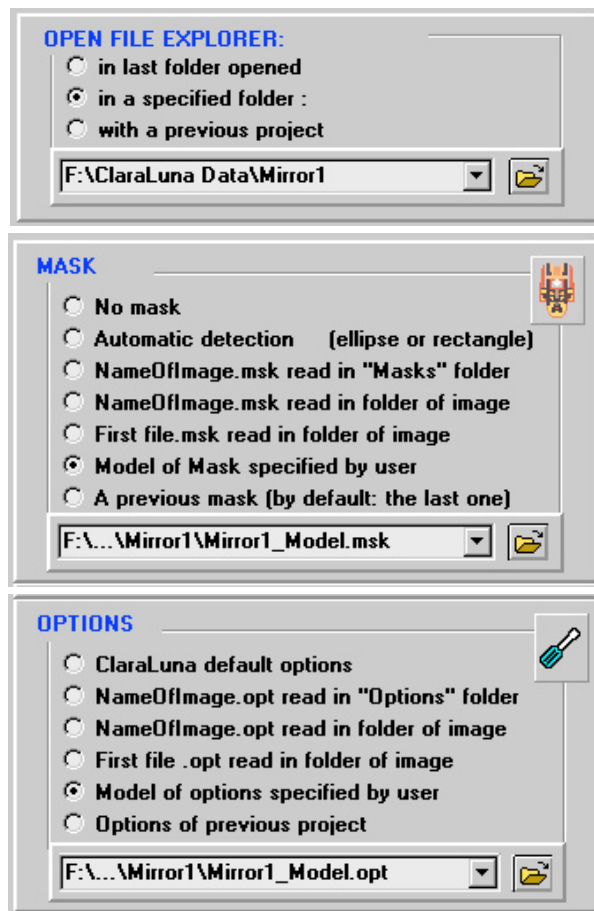 OPEN FILE EXPLORER:
in last folder opened
in a specified folder :
with a previous project
F:\ClaraLuna Data\Mirror1
MASK
No mask
Automatic detection (ellipse or rectangle)
NameOfImage.msk read in "Masks" folder
NameOfImage.msk read in folder of image
First file.msk read in folder of image
Model of Mask specified by user
A previous mask (by default: the last one)
F:\...\Mirror1\Mirror1_Model.msk
OPTIONS
ClaraLuna default options
NameOfImage.opt read in "Options" folder
NameOfImage.opt read in folder of image
First file .opt read in folder of image
Model of options specified by user
Options of previous project
F:\...\Mirror1\Mirror1_Model.opt